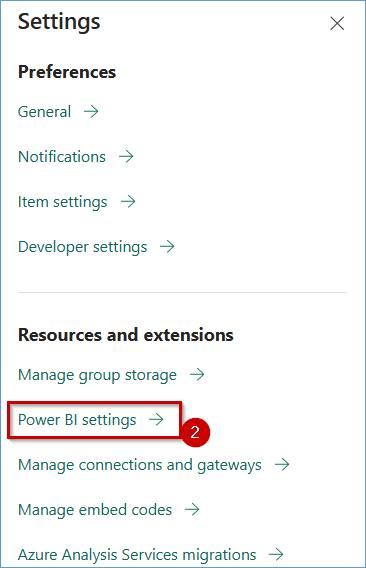 Settings
Preferences
General
Notifications
Item settings
Developer settings
Resources and extensions
Manage group storage
Power BI settings
2
Manage connections and gateways
Manage embed codes
Azure Analysis Services migrations